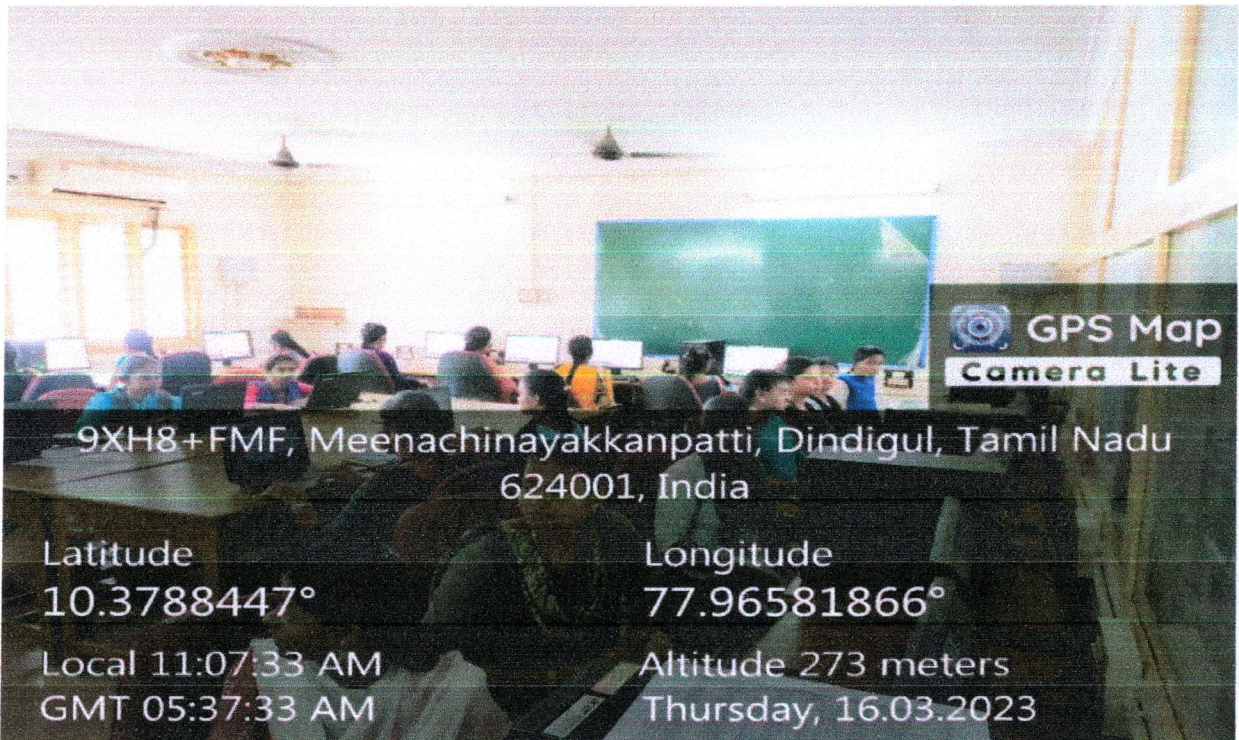 GPS Map
Camera Lite
9XH8+FMF, Meenachinayakkanpatti, Dindigul, Tamil Nadu
624001, India
Latitude
10.3788447°
Longitude
77.96581866°
Local 11:07:33 AM
GMT 05:37:33 AM
Altitude 273 meters
Thursday, 16.03.2023